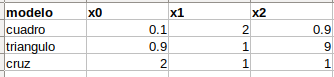 modelo x0 x1 x2
cuadro 0.1 2 0.9
triangulo 0.9 1 9
cruz 2 1 1